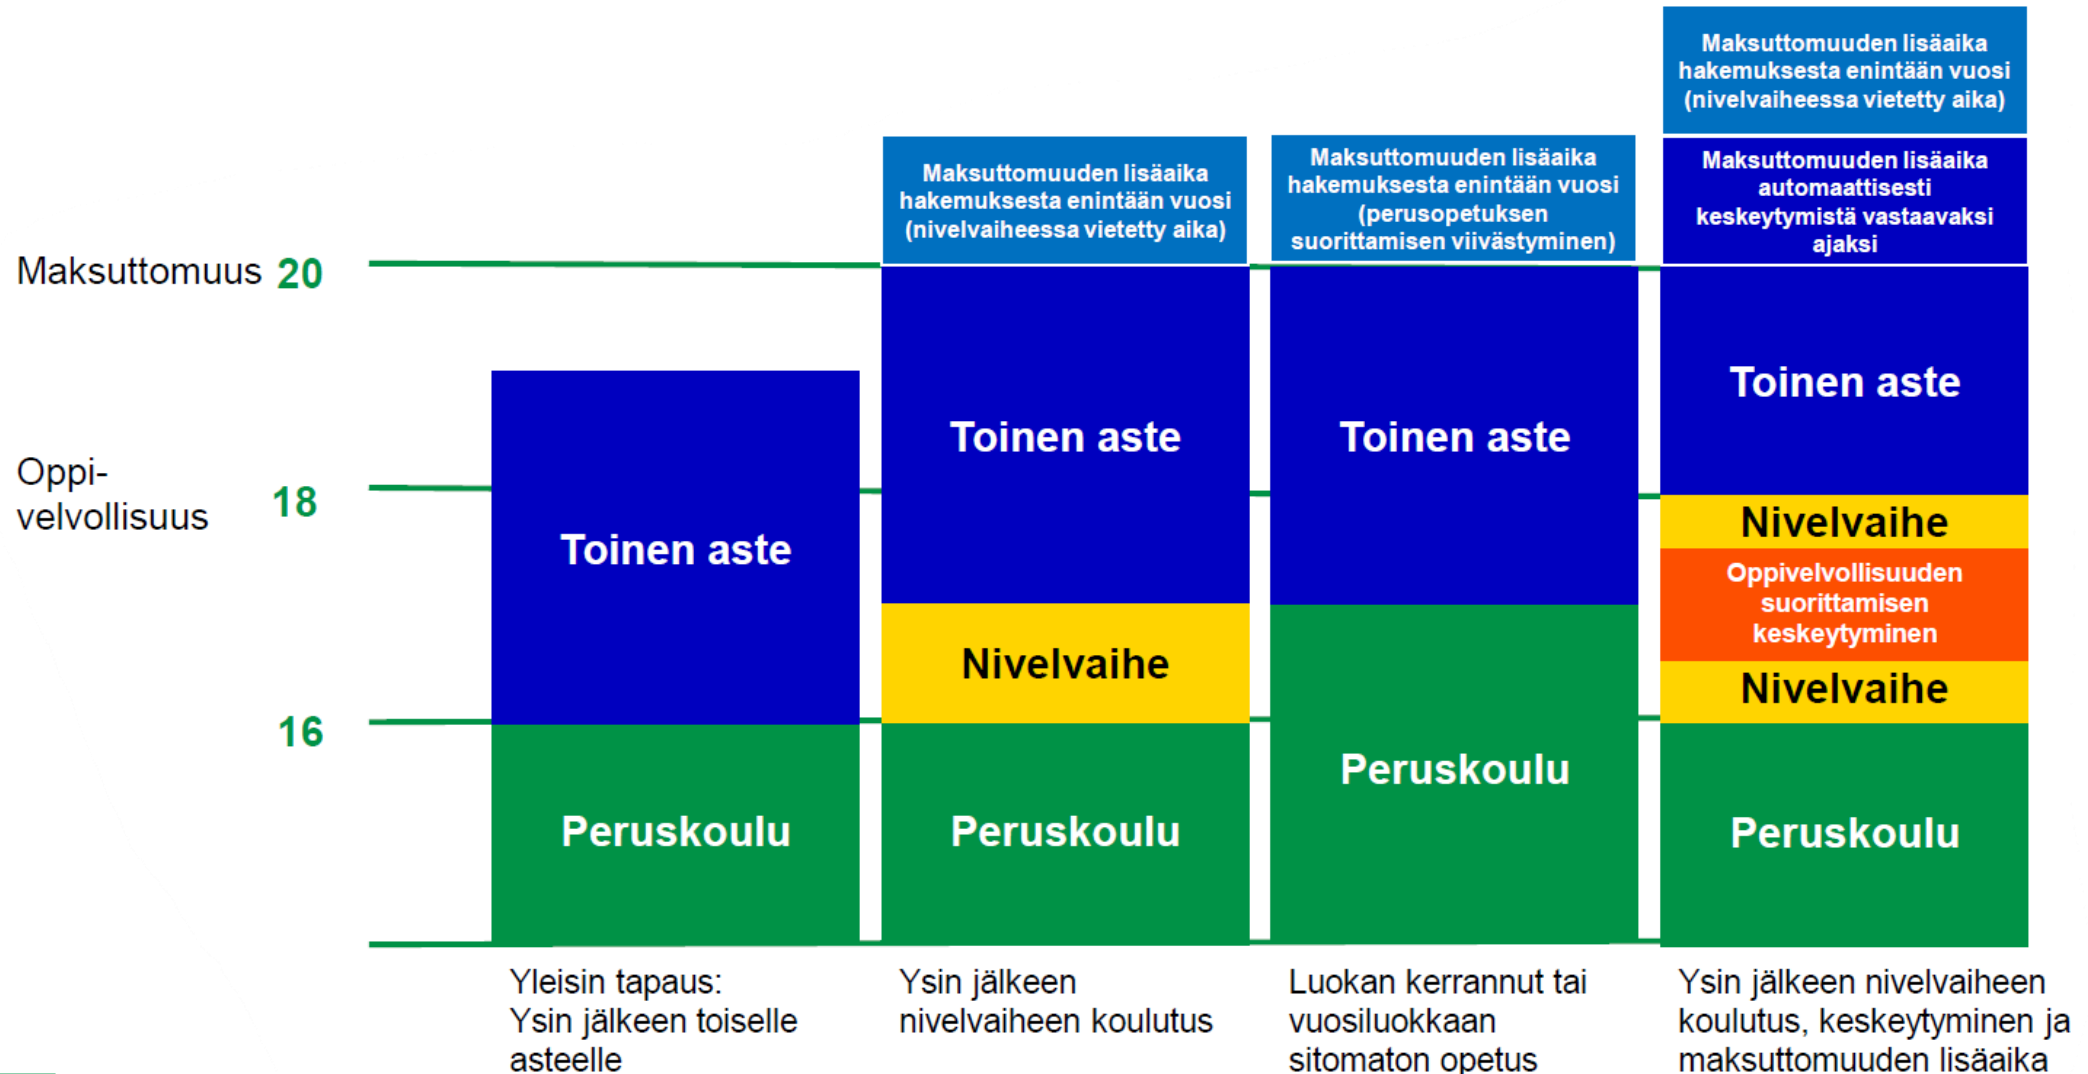 Maksuttomuus 20
Oppi-
velvollisuus
18
16
Toinen aste
Peruskoulu
Yleisin tapaus:
Ysin jälkeen toiselle
asteelle
Maksuttomuuden lisäaika
hakemuksesta enintään vuosi
(nivelvaiheessa vietetty aika)
Toinen aste
Nivelvaihe
Peruskoulu
Ysin jälkeen
nivelvaiheen koulutus
Maksuttomuuden lisäaika
hakemuksesta enintään vuosi
(perusopetuksen
suorittamisen viivästyminen)
Toinen aste
Peruskoulu
Luokan kerrannut tai
vuosiluokkaan
sitomaton opetus
Maksuttomuuden lisäaika
hakemuksesta enintään vuosi
(nivelvaiheessa vietetty aika)
Maksuttomuuden lisäaika
automaattisesti
keskeytymistä vastaavaksi
ajaksi
Toinen aste
Nivelvaihe
Oppivelvollisuuden
suorittamisen
keskeytyminen
Nivelvaihe
Peruskoulu
Ysin jälkeen nivelvaiheen
koulutus, keskeytyminen ja
maksuttomuuden lisäaika